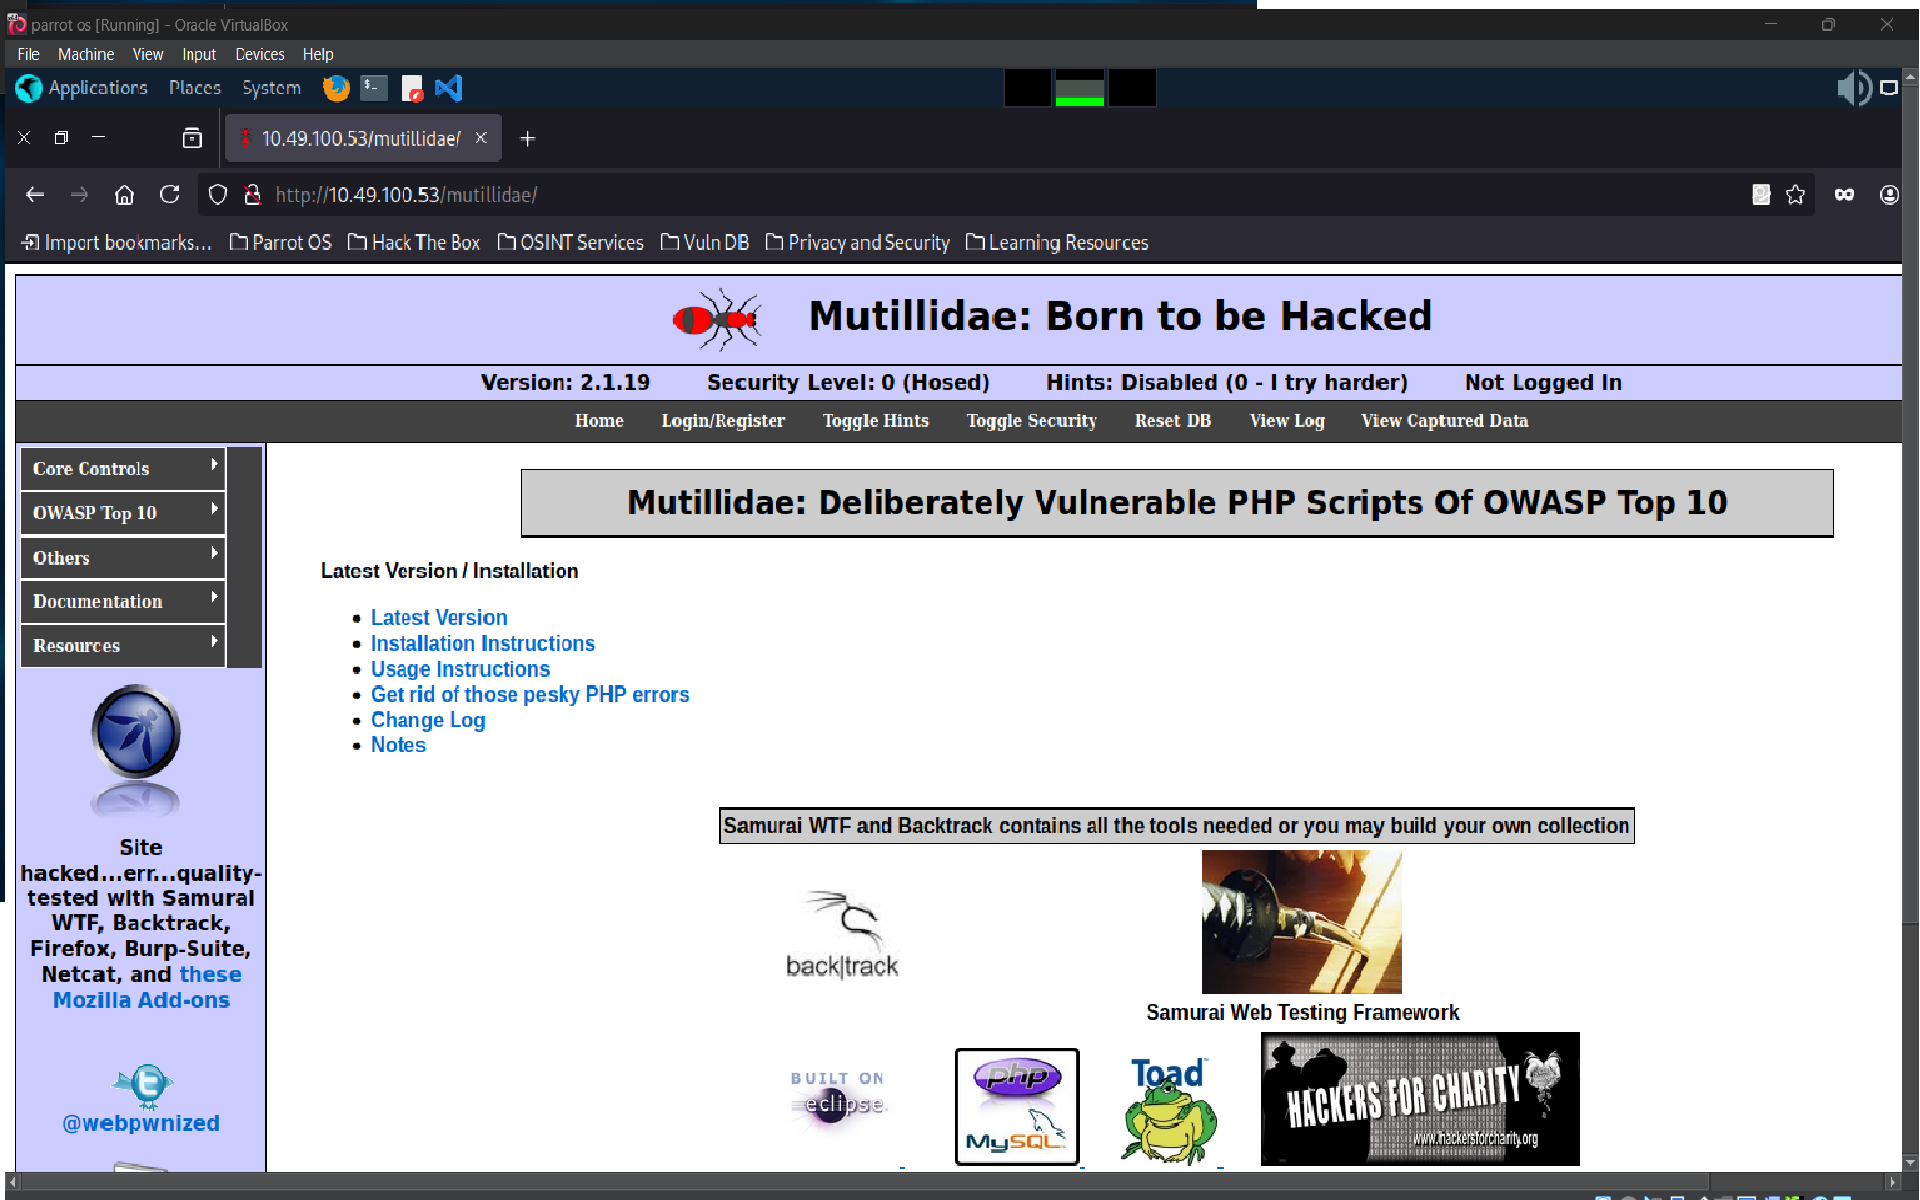 parrot os [Running] - Oracle VirtualBox
File Machine View Input Devices Help
Applications Places System
10.49.100.53/mutillidae/
http://10.49.100.53/mutillidae/
Import bookmarks... Parrot OS Hack The Box OSINT Services Vuln DB Privacy and Security Learning Resources
Mutillidae: Born to be Hacked
Version: 2.1.19 Security Level: 0 (Hosed) Hints: Disabled (0 - I try harder) Not Logged In
Home Login/Register Toggle Hints Toggle Security Reset DB View Log View Captured Data
Core Controls
OWASP Top 10
Others
Documentation
Resources
Site
hacked...err...quality-
tested with Samurai
WTF, Backtrack,
Firefox, Burp-Suite,
Netcat, and these
Mozilla Add-ons
@webpwnized
Mutillidae: Deliberately Vulnerable PHP Scripts Of OWASP Top 10
Latest Version / Installation
Latest Version
Installation Instructions
Usage Instructions
Get rid of those pesky PHP errors
Change Log
Notes
Samurai WTF and Backtrack contains all the tools needed or you may build your own collection
back|track
Samurai Web Testing Framework
BUILT ON
eclipse
php
MySQL
Toad
HACKERS FOR CHARITY
www.hackersforcharity.org